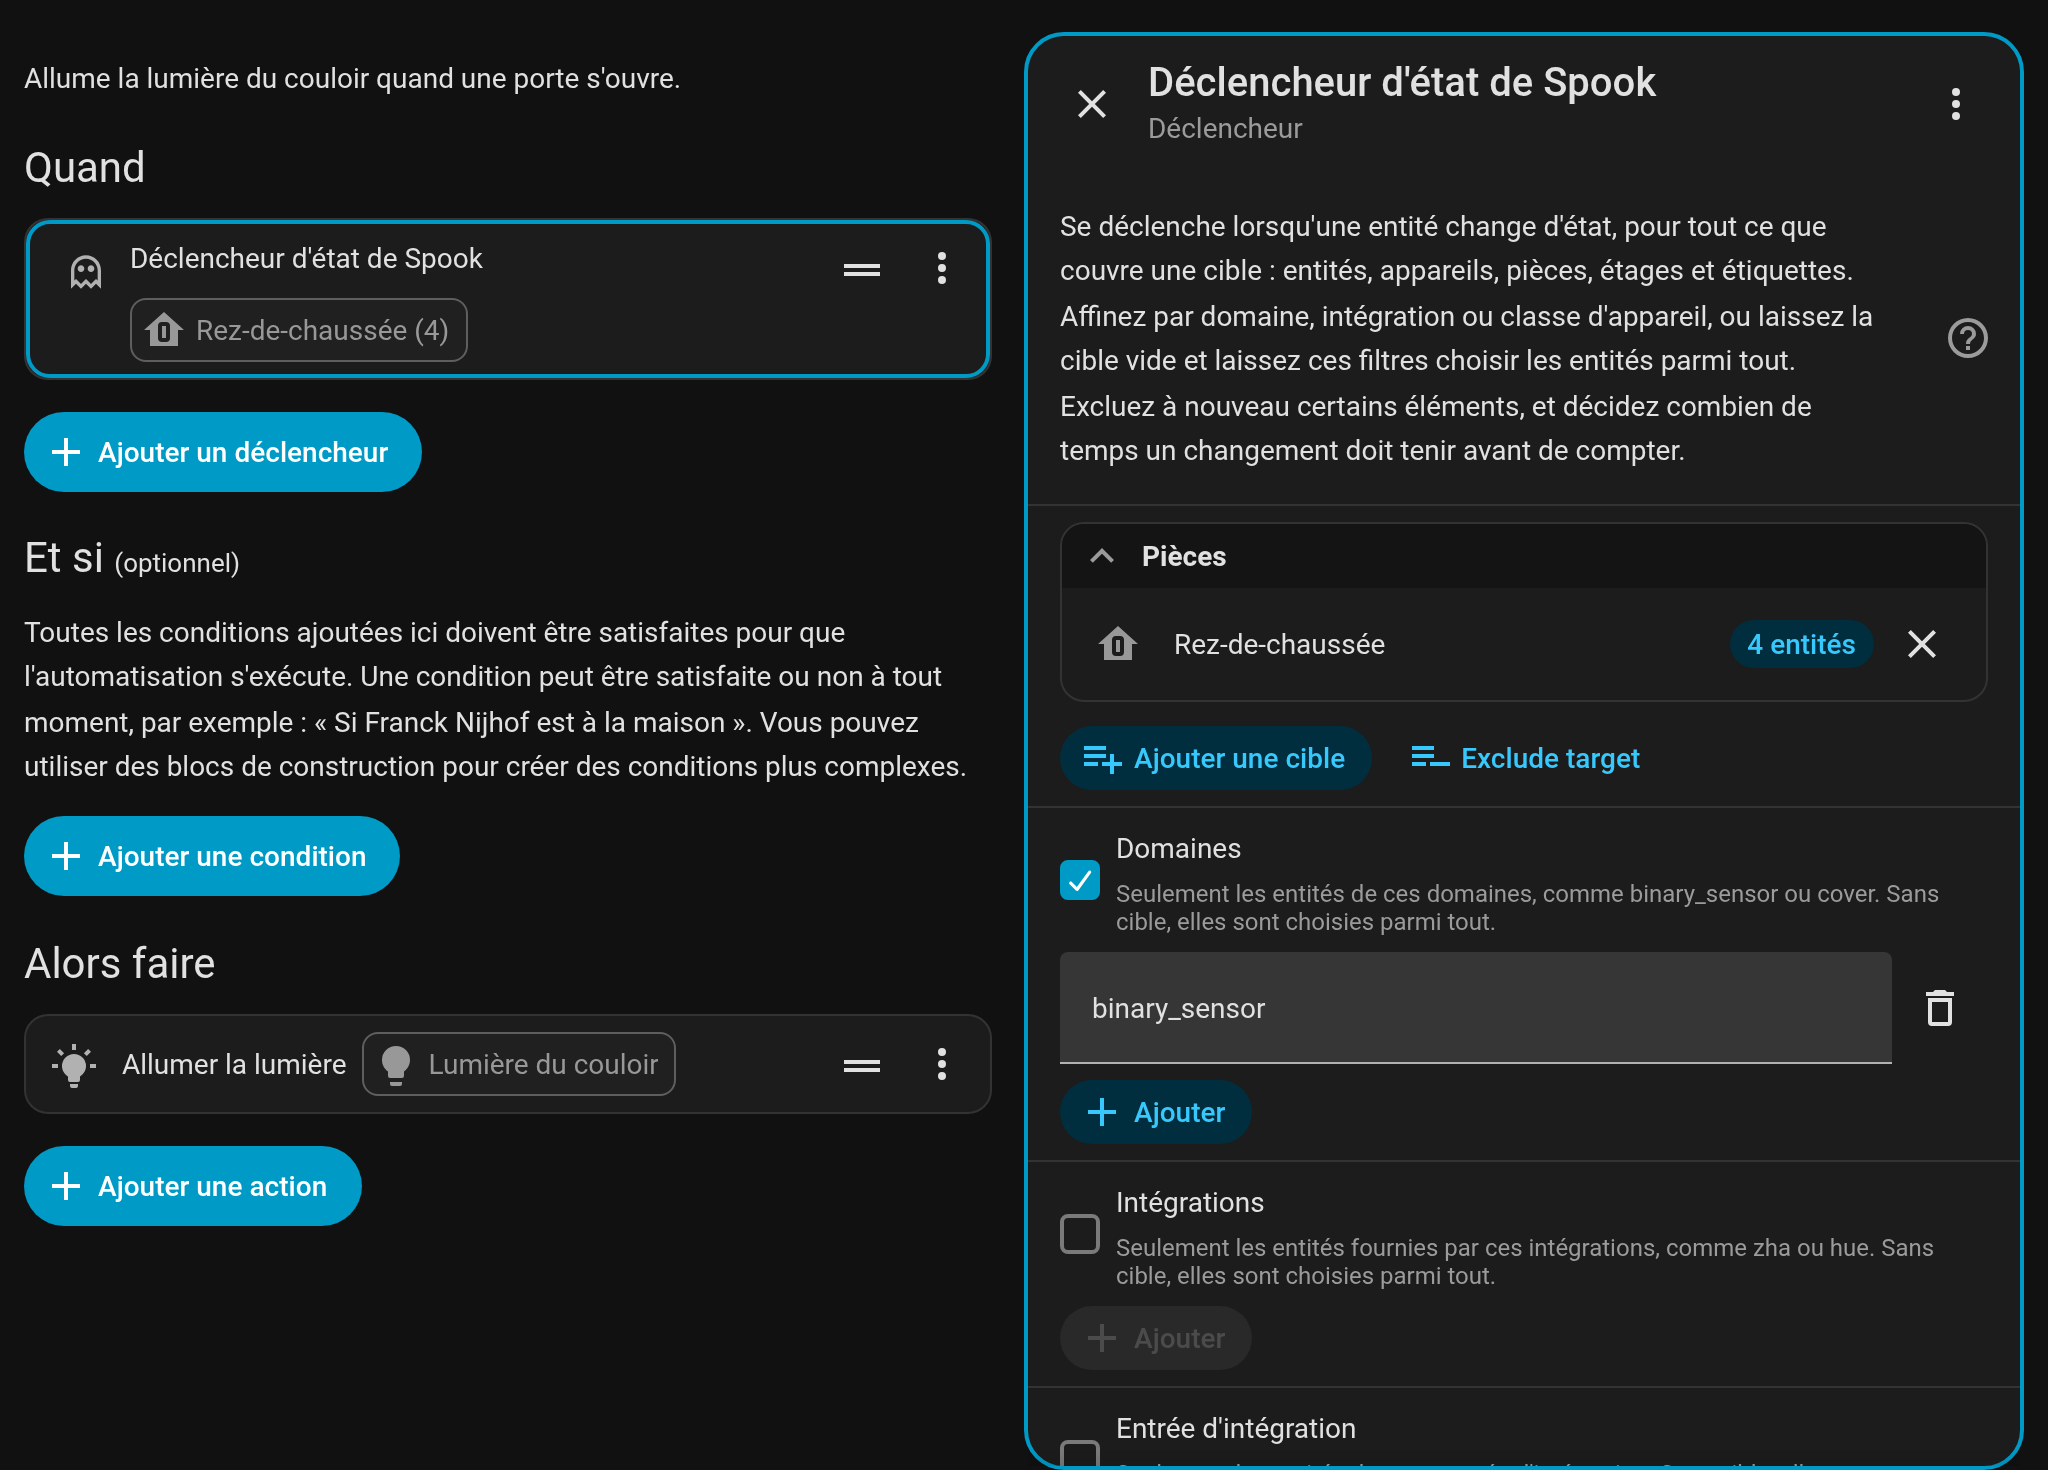 Allume la lumière du couloir quand une porte s'ouvre.
Quand
Déclencheur d'état de Spook
Rez-de-chaussée (4)
Ajouter un déclencheur
Et si (optionnel)
Toutes les conditions ajoutées ici doivent être satisfaites pour que
l'automatisation s'exécute. Une condition peut être satisfaite ou non à tout
moment, par exemple : « Si Franck Nijhof est à la maison ». Vous pouvez
utiliser des blocs de construction pour créer des conditions plus complexes.
Ajouter une condition
Alors faire
Allumer la lumière Lumière du couloir
Ajouter une action
Déclencheur d'état de Spook
Déclencheur
Se déclenche lorsqu'une entité change d'état, pour tout ce que
couvre une cible : entités, appareils, pièces, étages et étiquettes.
Affinez par domaine, intégration ou classe d'appareil, ou laissez la
cible vide et laissez ces filtres choisir les entités parmi tout.
Excluez à nouveau certains éléments, et décidez combien de
temps un changement doit tenir avant de compter.
Pièces
Rez-de-chaussée 4 entités
Ajouter une cible Exclude target
Domaines
Seulement les entités de ces domaines, comme binary_sensor ou cover. Sans
cible, elles sont choisies parmi tout.
binary_sensor
Ajouter
Intégrations
Seulement les entités fournies par ces intégrations, comme zha ou hue. Sans
cible, elles sont choisies parmi tout.
Ajouter
Entrée d'intégration